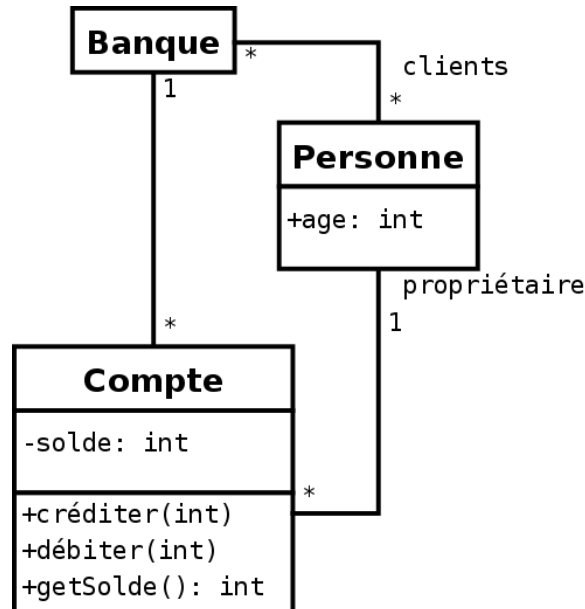 Banque
*
1
clients
*
Personne
+age: int
propriétaire
1
*
Compte
-solde: int
*
+créditer(int)
+débiter(int)
+getSolde(): int